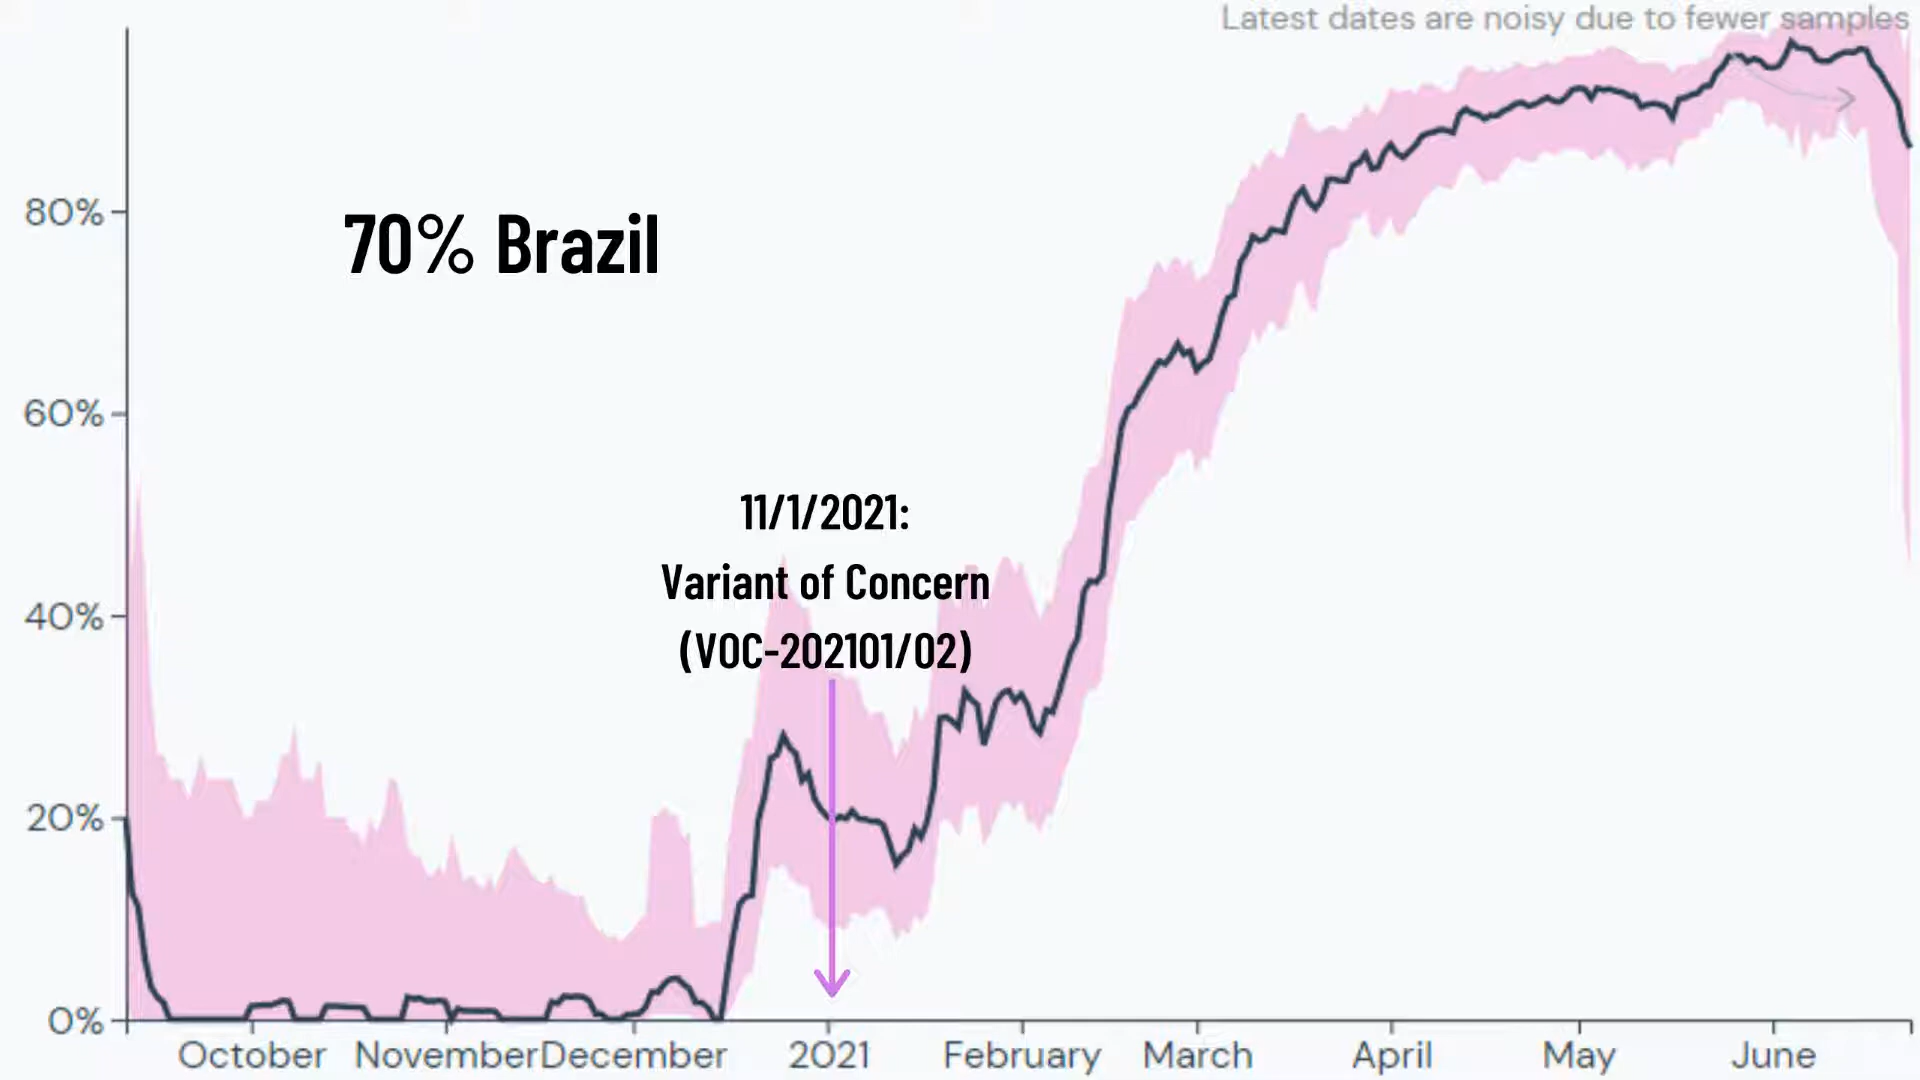 Latest dates are noisy due to fewer samples
80%
70% Brazil
60%
11/1/2021:
Variant of Concern
(VOC-202101/02)
40%
20%
0%
October November December 2021 February March April May June